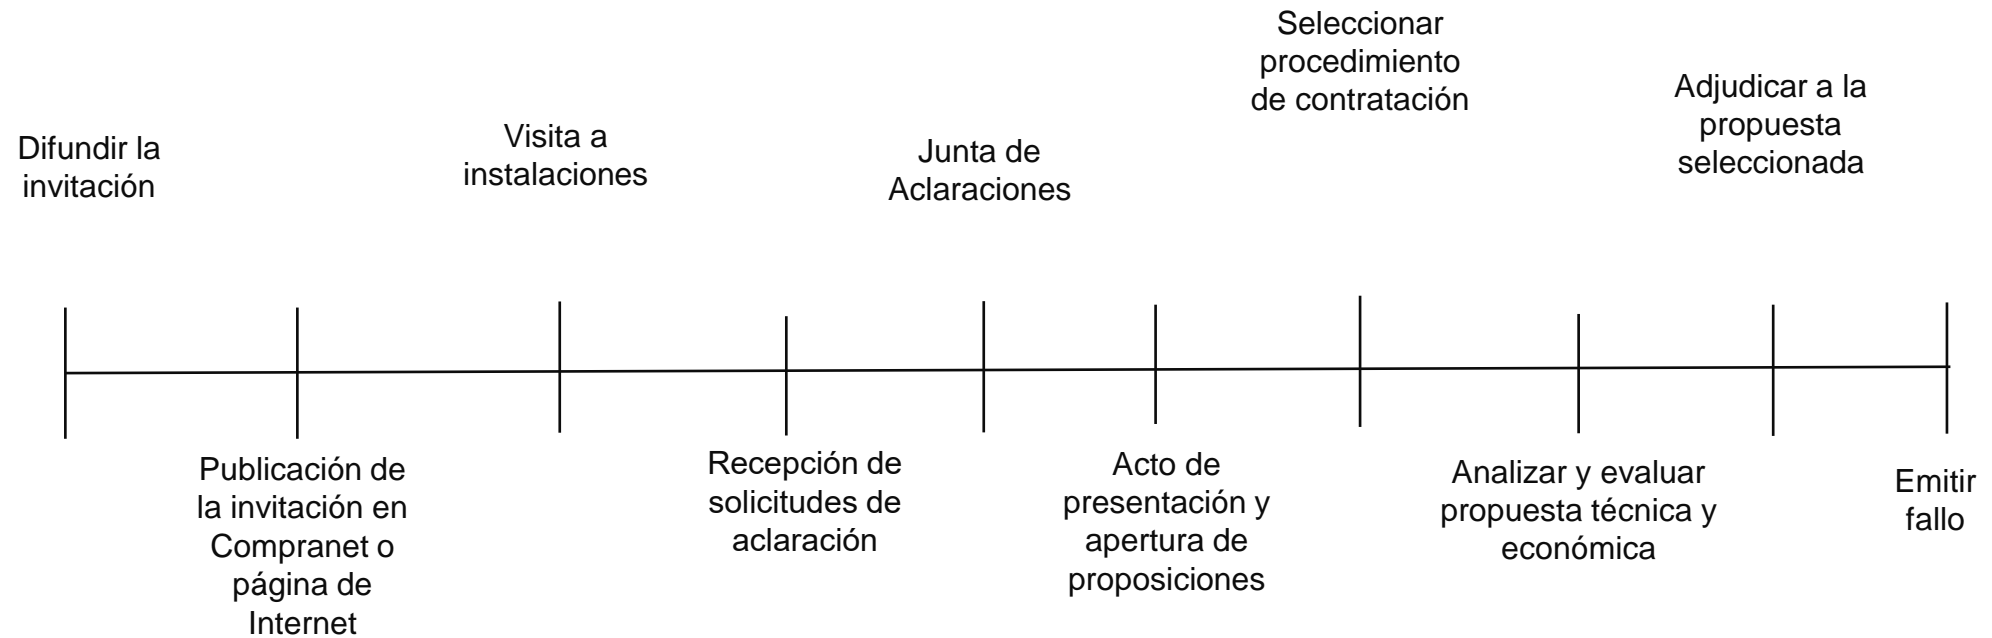 Difundir la
invitación
Publicación de
la invitación en
Compranet o
página de
Internet
Visita a
instalaciones
Recepción de
solicitudes de
aclaración
Junta de
Aclaraciones
Acto de
presentación y
apertura de
proposiciones
Seleccionar
procedimiento
de contratación
Analizar y evaluar
propuesta técnica y
económica
Adjudicar a la
propuesta
seleccionada
Emitir
fallo